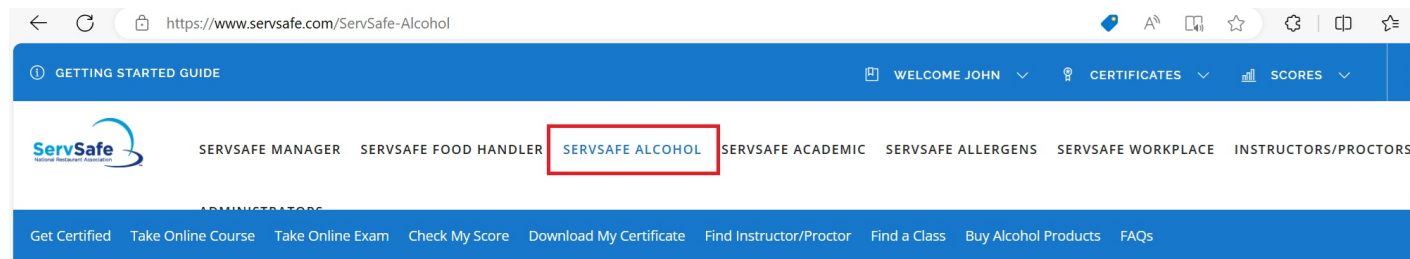 https://www.servsafe.com/ServSafe-Alcohol
GETTING STARTED GUIDE WELCOME JOHN CERTIFICATES SCORES
ServSafe
National Restaurant Association
SERVSAFE MANAGER SERVSAFE FOOD HANDLER SERVSAFE ALCOHOL SERVSAFE ACADEMIC SERVSAFE ALLERGENS SERVSAFE WORKPLACE INSTRUCTORS/PROCTORS
ADMINISTRATORS
Get Certified Take Online Course Take Online Exam Check My Score Download My Certificate Find Instructor/Proctor Find a Class Buy Alcohol Products FAQs